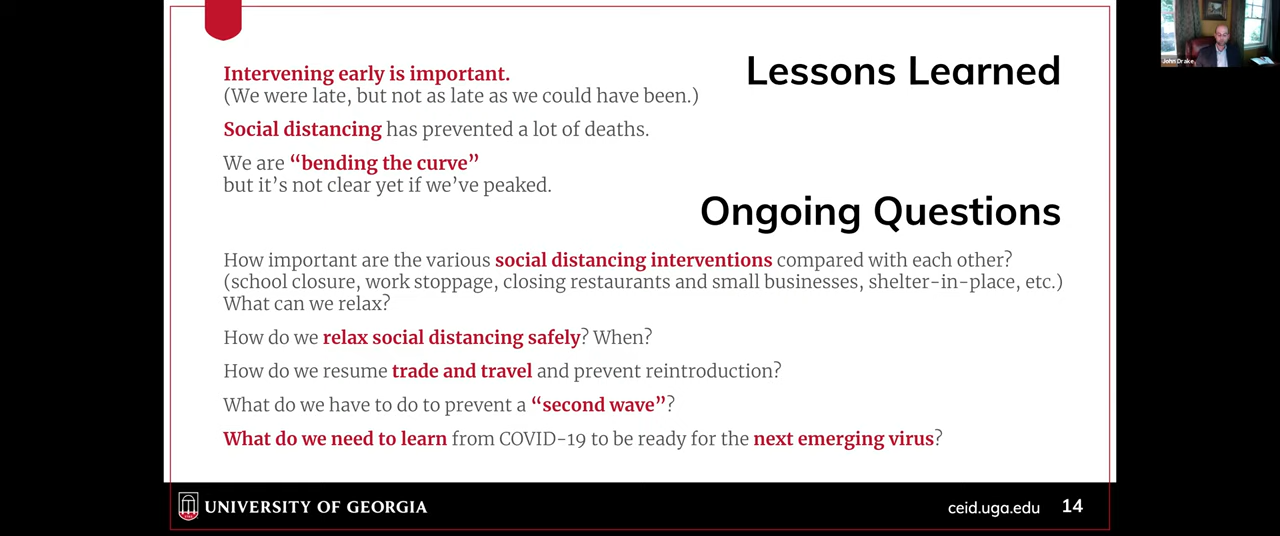 Lessons Learned
Intervening early is important.
(We were late, but not as late as we could have been.)
Social distancing has prevented a lot of deaths.
We are “bending the curve”
but it’s not clear yet if we’ve peaked.
Ongoing Questions
How important are the various social distancing interventions compared with each other?
(school closure, work stoppage, closing restaurants and small businesses, shelter-in-place, etc.)
What can we relax?
How do we relax social distancing safely? When?
How do we resume trade and travel and prevent reintroduction?
What do we have to do to prevent a “second wave”?
What do we need to learn from COVID-19 to be ready for the next emerging virus?
UNIVERSITY OF GEORGIA
ceid.uga.edu 14
John Drake